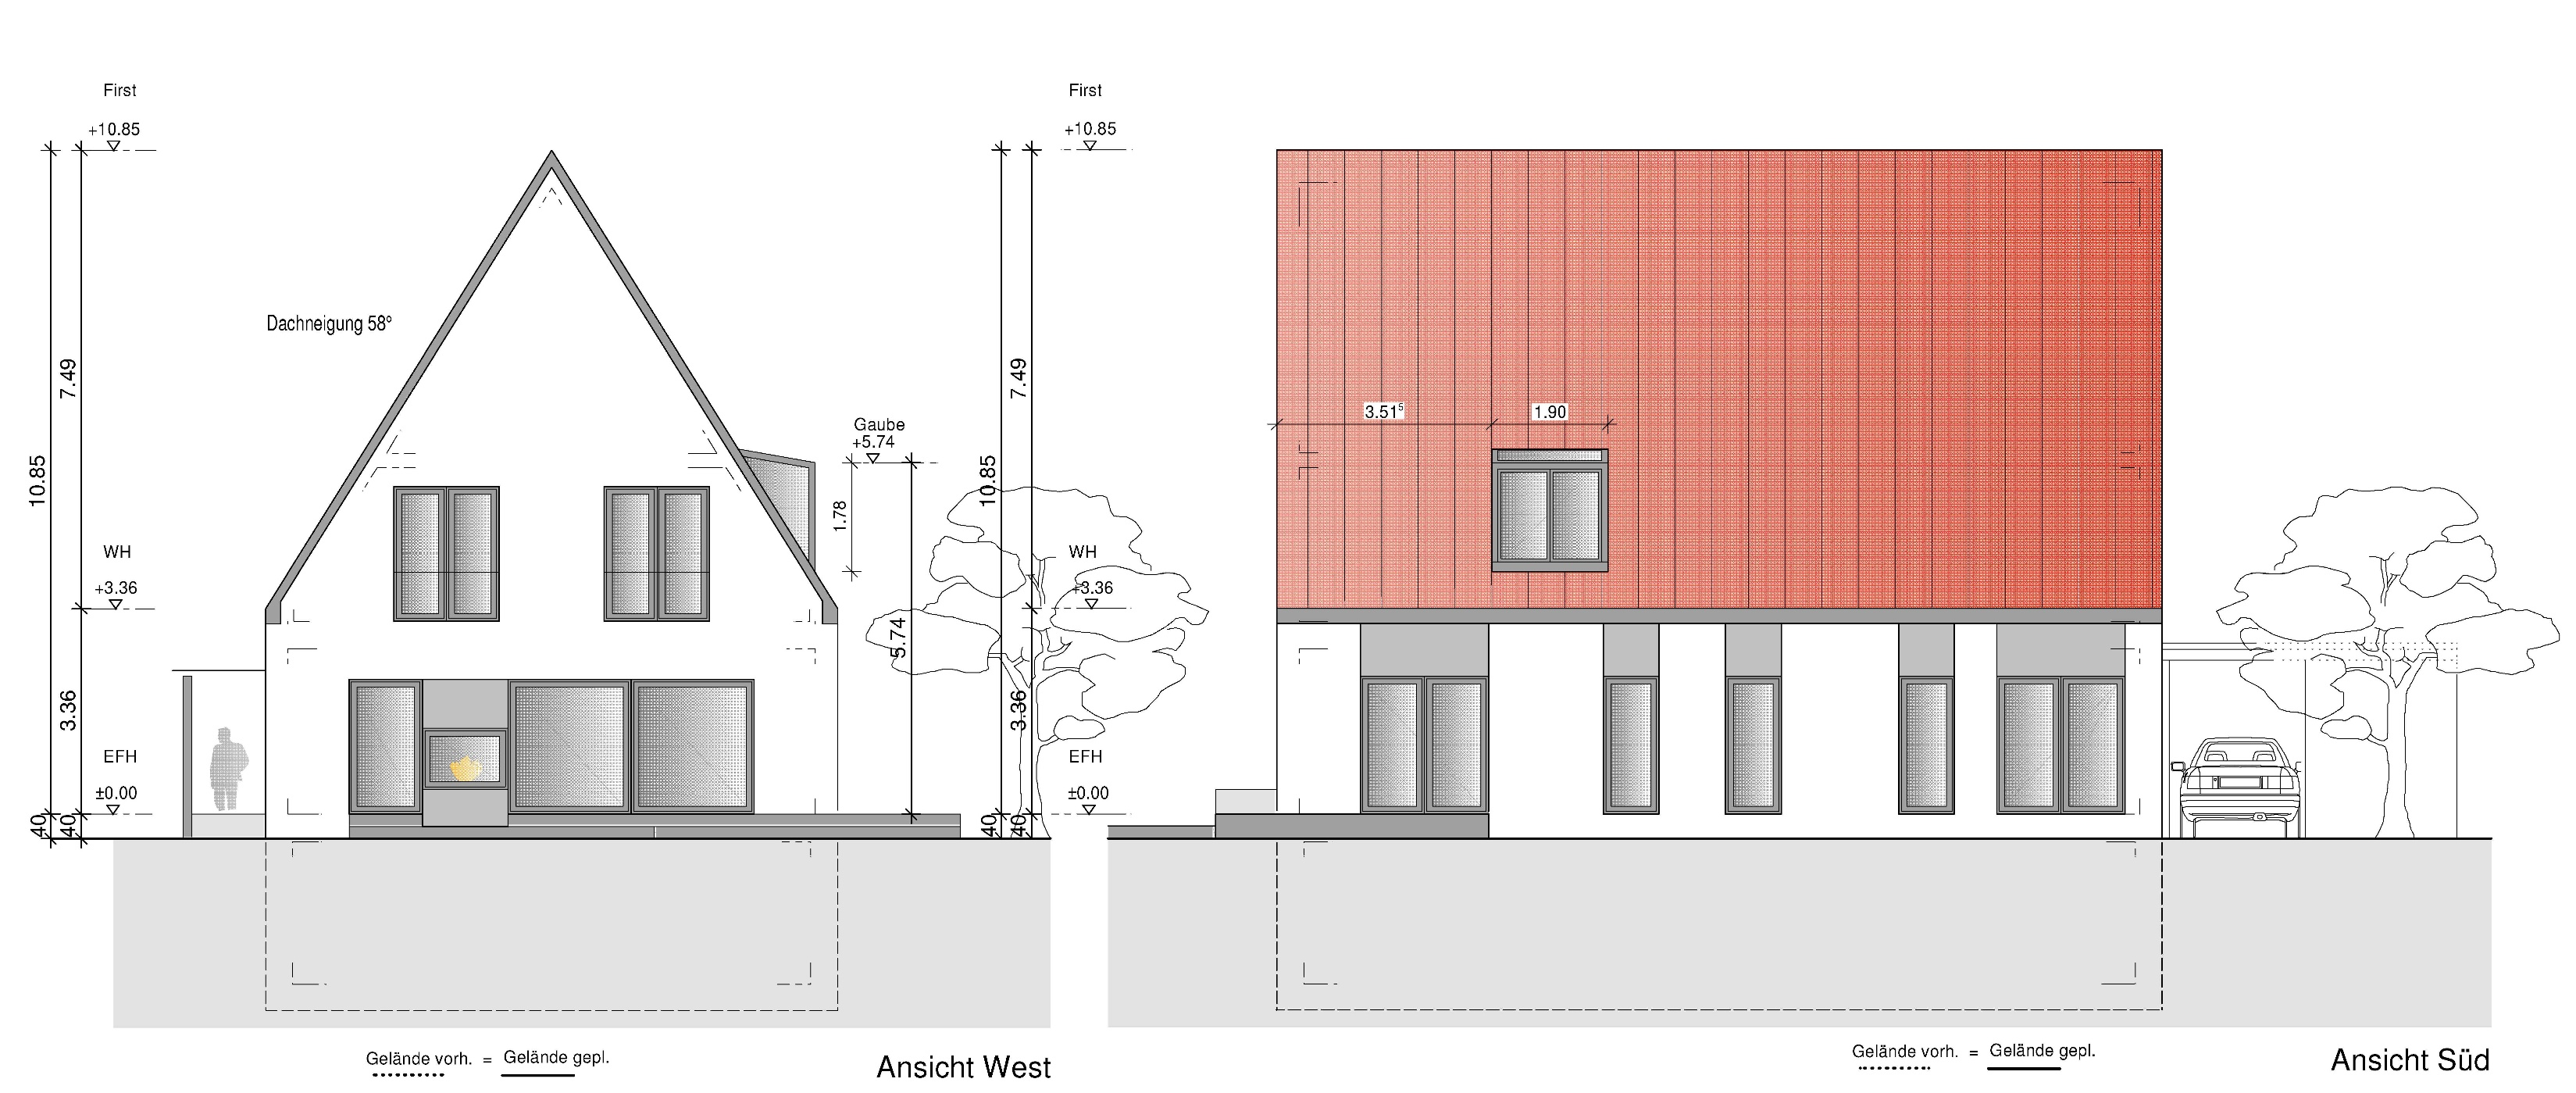 First
+10.85
Dachneigung 58°
7.49
10.85
WH
+3.36
3.36
EFH
±0.00
40
40
Gaube
+5.74
1.78
5.74
Gelände vorh. = Gelände gepl.
Ansicht West
First
+10.85
7.49
10.85
WH
+3.36
3.36
EFH
±0.00
40
40
3.51⁵
1.90
Gelände vorh. = Gelände gepl.
Ansicht Süd